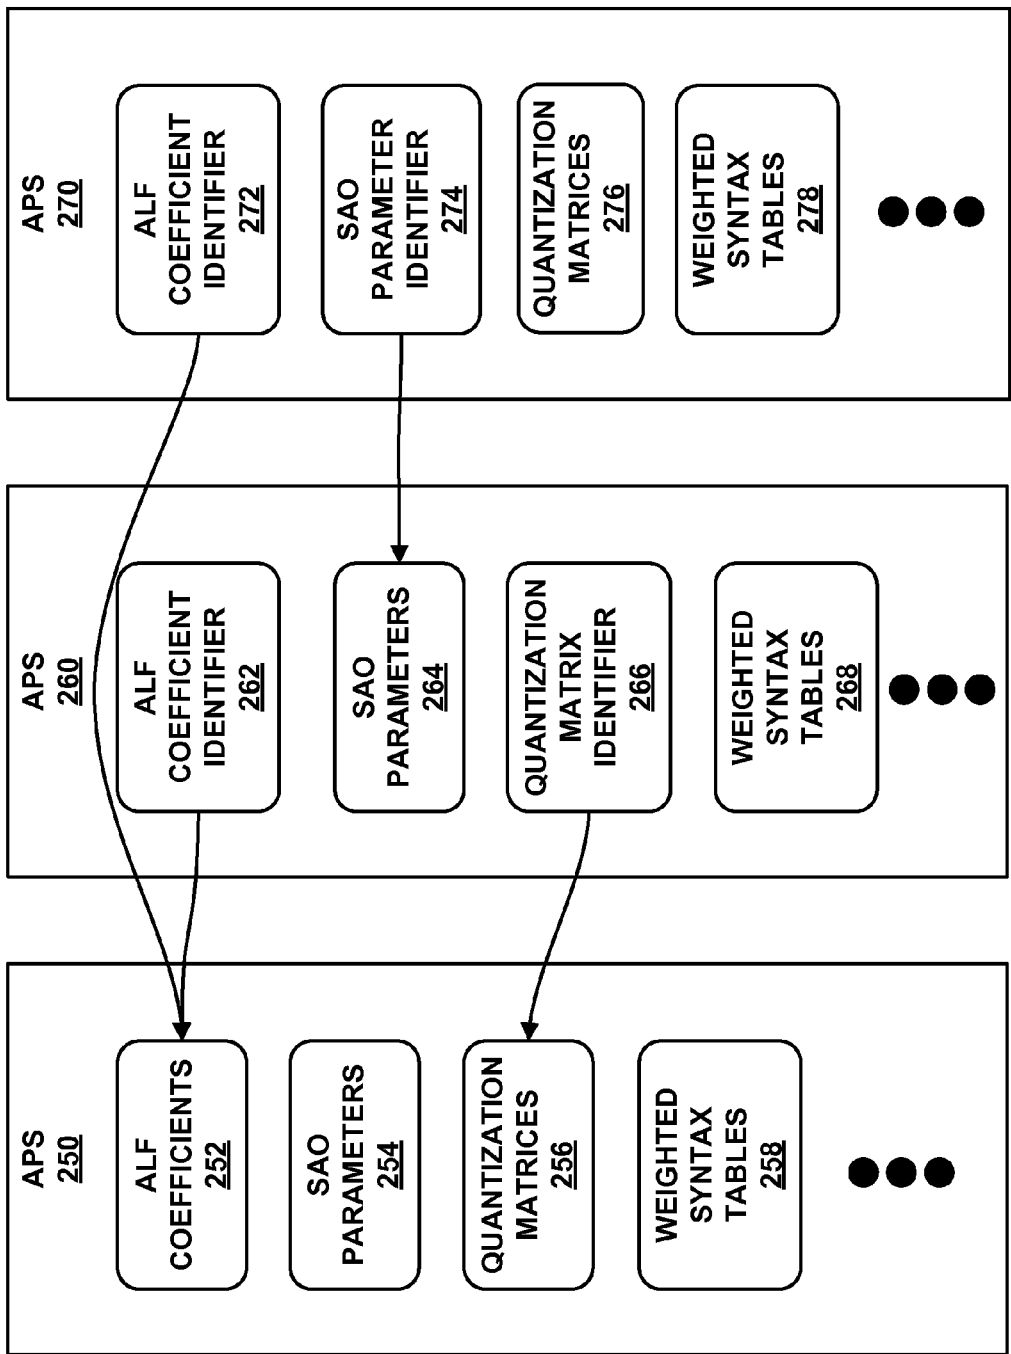 APS
250
ALF
COEFFICIENTS
252
SAO
PARAMETERS
254
QUANTIZATION
MATRICES
256
WEIGHTED
SYNTAX
TABLES
258
APS
260
ALF
COEFFICIENT
IDENTIFIER
262
SAO
PARAMETERS
264
QUANTIZATION
MATRIX
IDENTIFIER
266
WEIGHTED
SYNTAX
TABLES
268
APS
270
ALF
COEFFICIENT
IDENTIFIER
272
SAO
PARAMETER
IDENTIFIER
274
QUANTIZATION
MATRICES
276
WEIGHTED
SYNTAX
TABLES
278